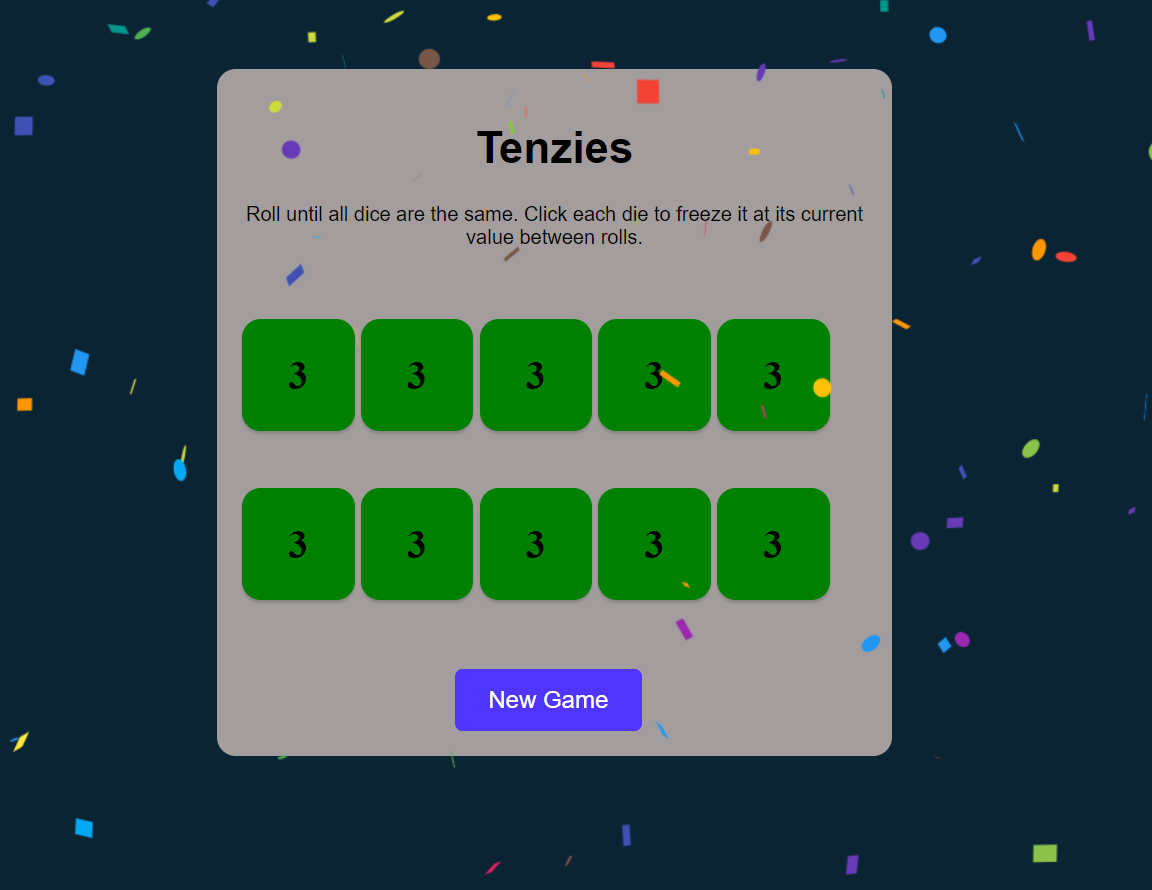 Tenzies
Roll until all dice are the same. Click each die to freeze it at its current
value between rolls.
3 3 3 3 3
3 3 3 3 3
New Game